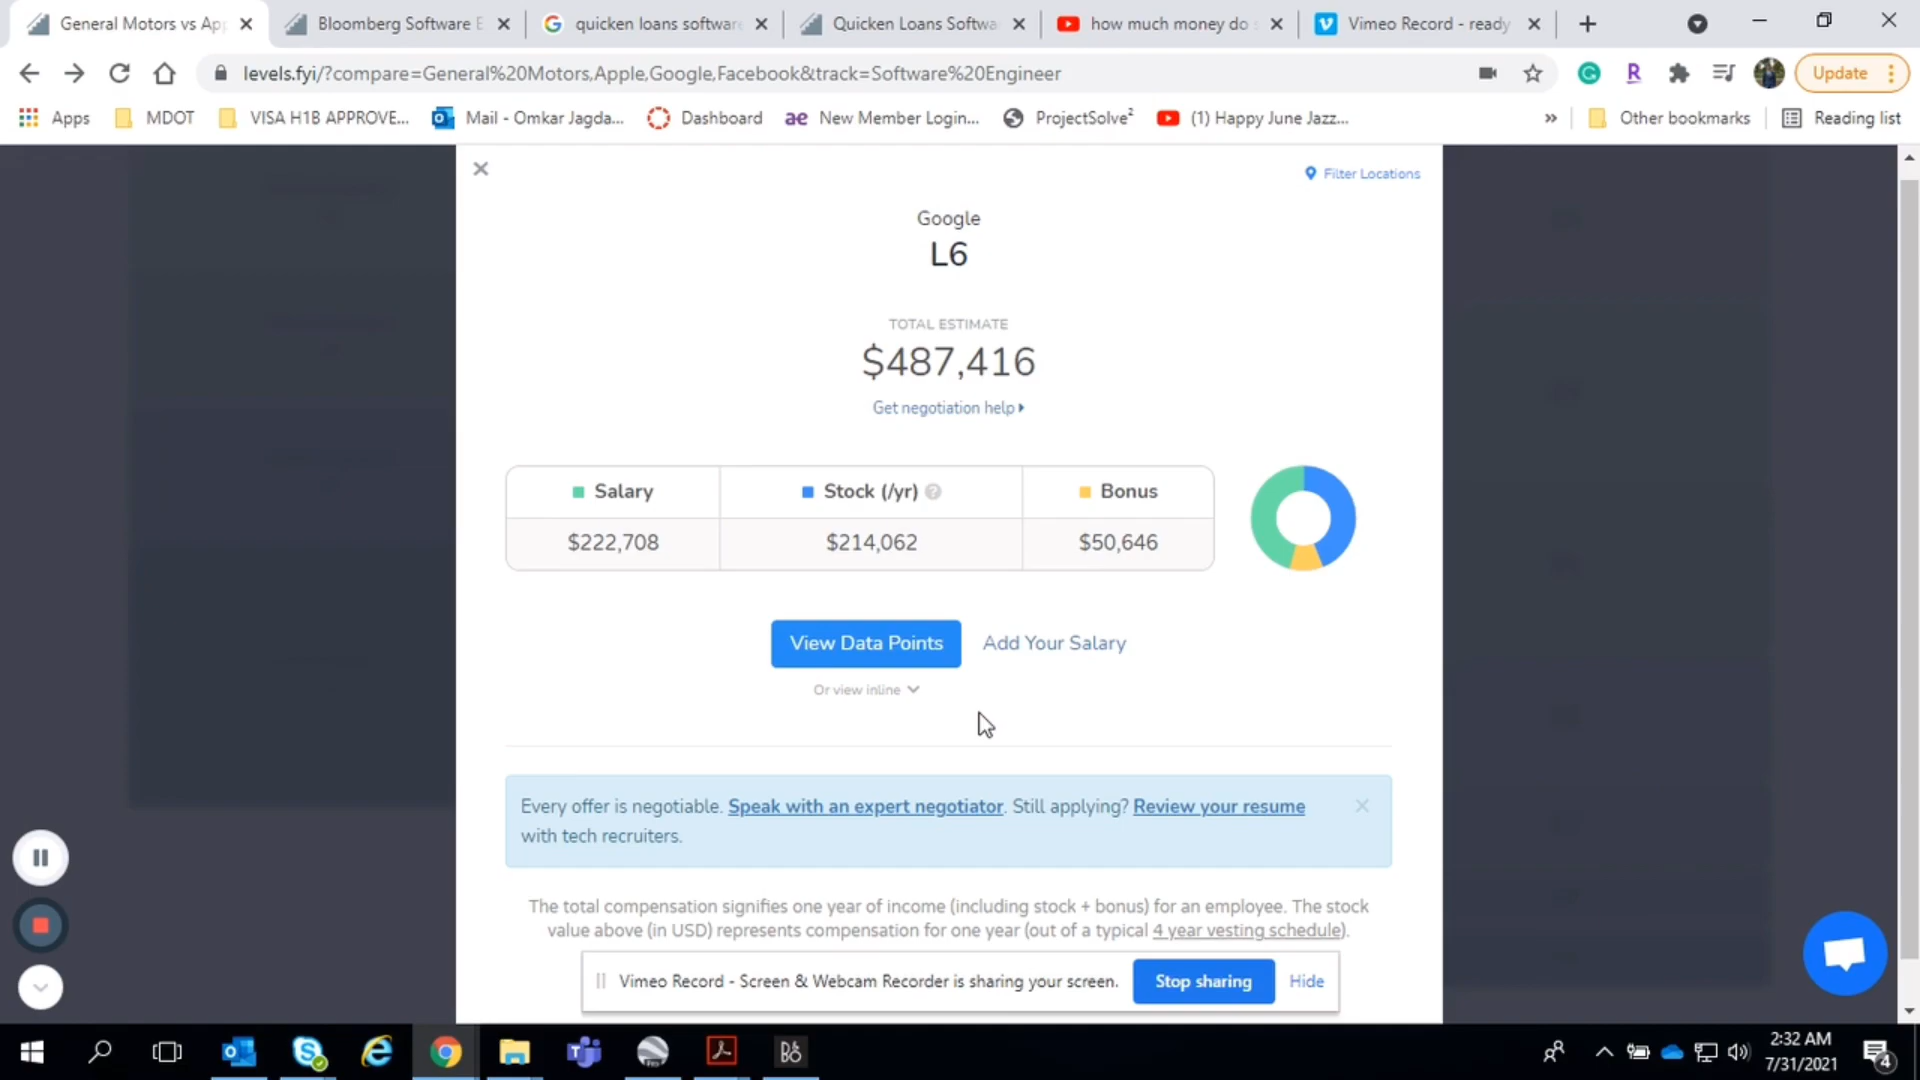 General Motors vs Ap
Bloomberg Software E
quicken loans software
Quicken Loans Softwa
how much money do s
Vimeo Record - ready
levels.fyi/?compare=General%20Motors,Apple,Google,Facebook&track=Software%20Engineer
Update
Apps
MDOT
VISA H1B APPROVE...
Mail - Omkar Jagda...
Dashboard
ae New Member Login...
ProjectSolve²
(1) Happy June Jazz...
»
Other bookmarks
Reading list
Filter Locations
Google
L6
TOTAL ESTIMATE
$487,416
Get negotiation help
Salary
Stock (/yr) ?
Bonus
$222,708
$214,062
$50,646
View Data Points
Add Your Salary
Or view inline
Every offer is negotiable. Speak with an expert negotiator. Still applying? Review your resume
with tech recruiters.
The total compensation signifies one year of income (including stock + bonus) for an employee. The stock
value above (in USD) represents compensation for one year (out of a typical 4 year vesting schedule).
Vimeo Record - Screen & Webcam Recorder is sharing your screen.
Stop sharing
Hide
2:32 AM
7/31/2021
4